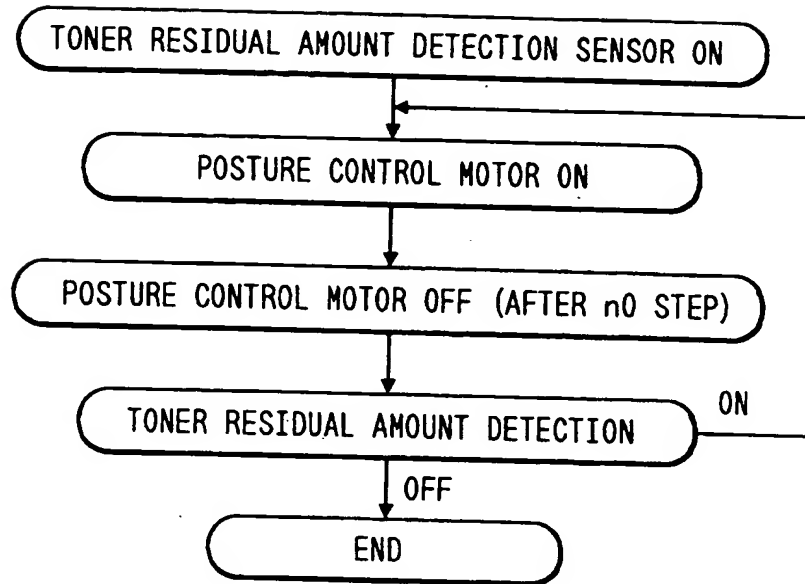 TONER RESIDUAL AMOUNT DETECTION SENSOR ON
POSTURE CONTROL MOTOR ON
POSTURE CONTROL MOTOR OFF (AFTER n0 STEP)
TONER RESIDUAL AMOUNT DETECTION
ON
OFF
END